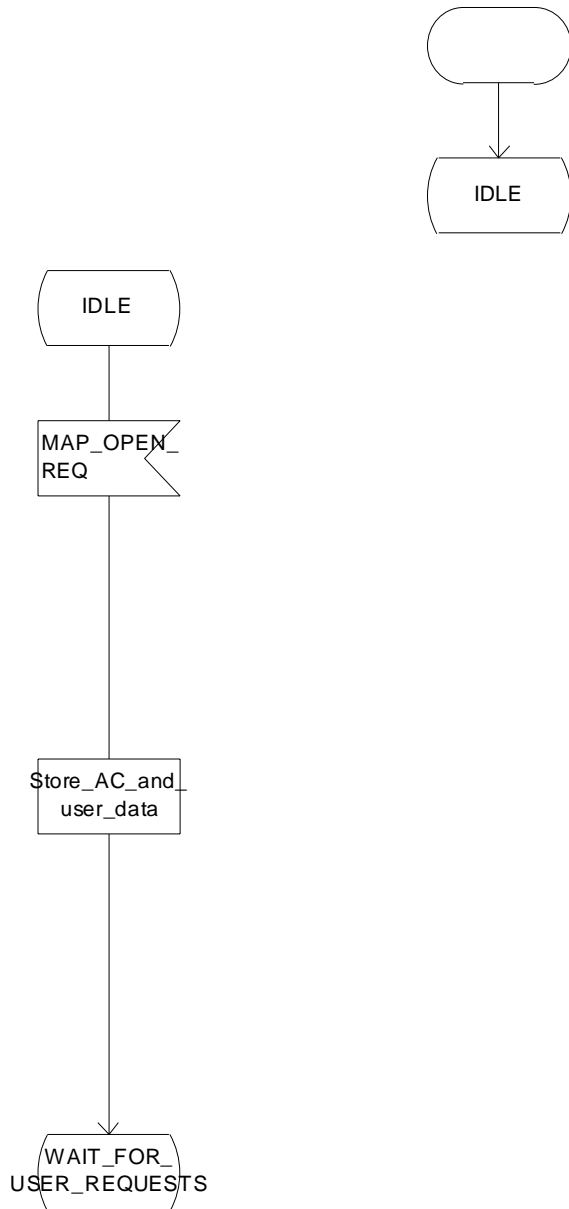 IDLE
IDLE
MAP_OPEN_
REQ
Store_AC_and_
user_data
WAIT_FOR_
USER_REQUESTS